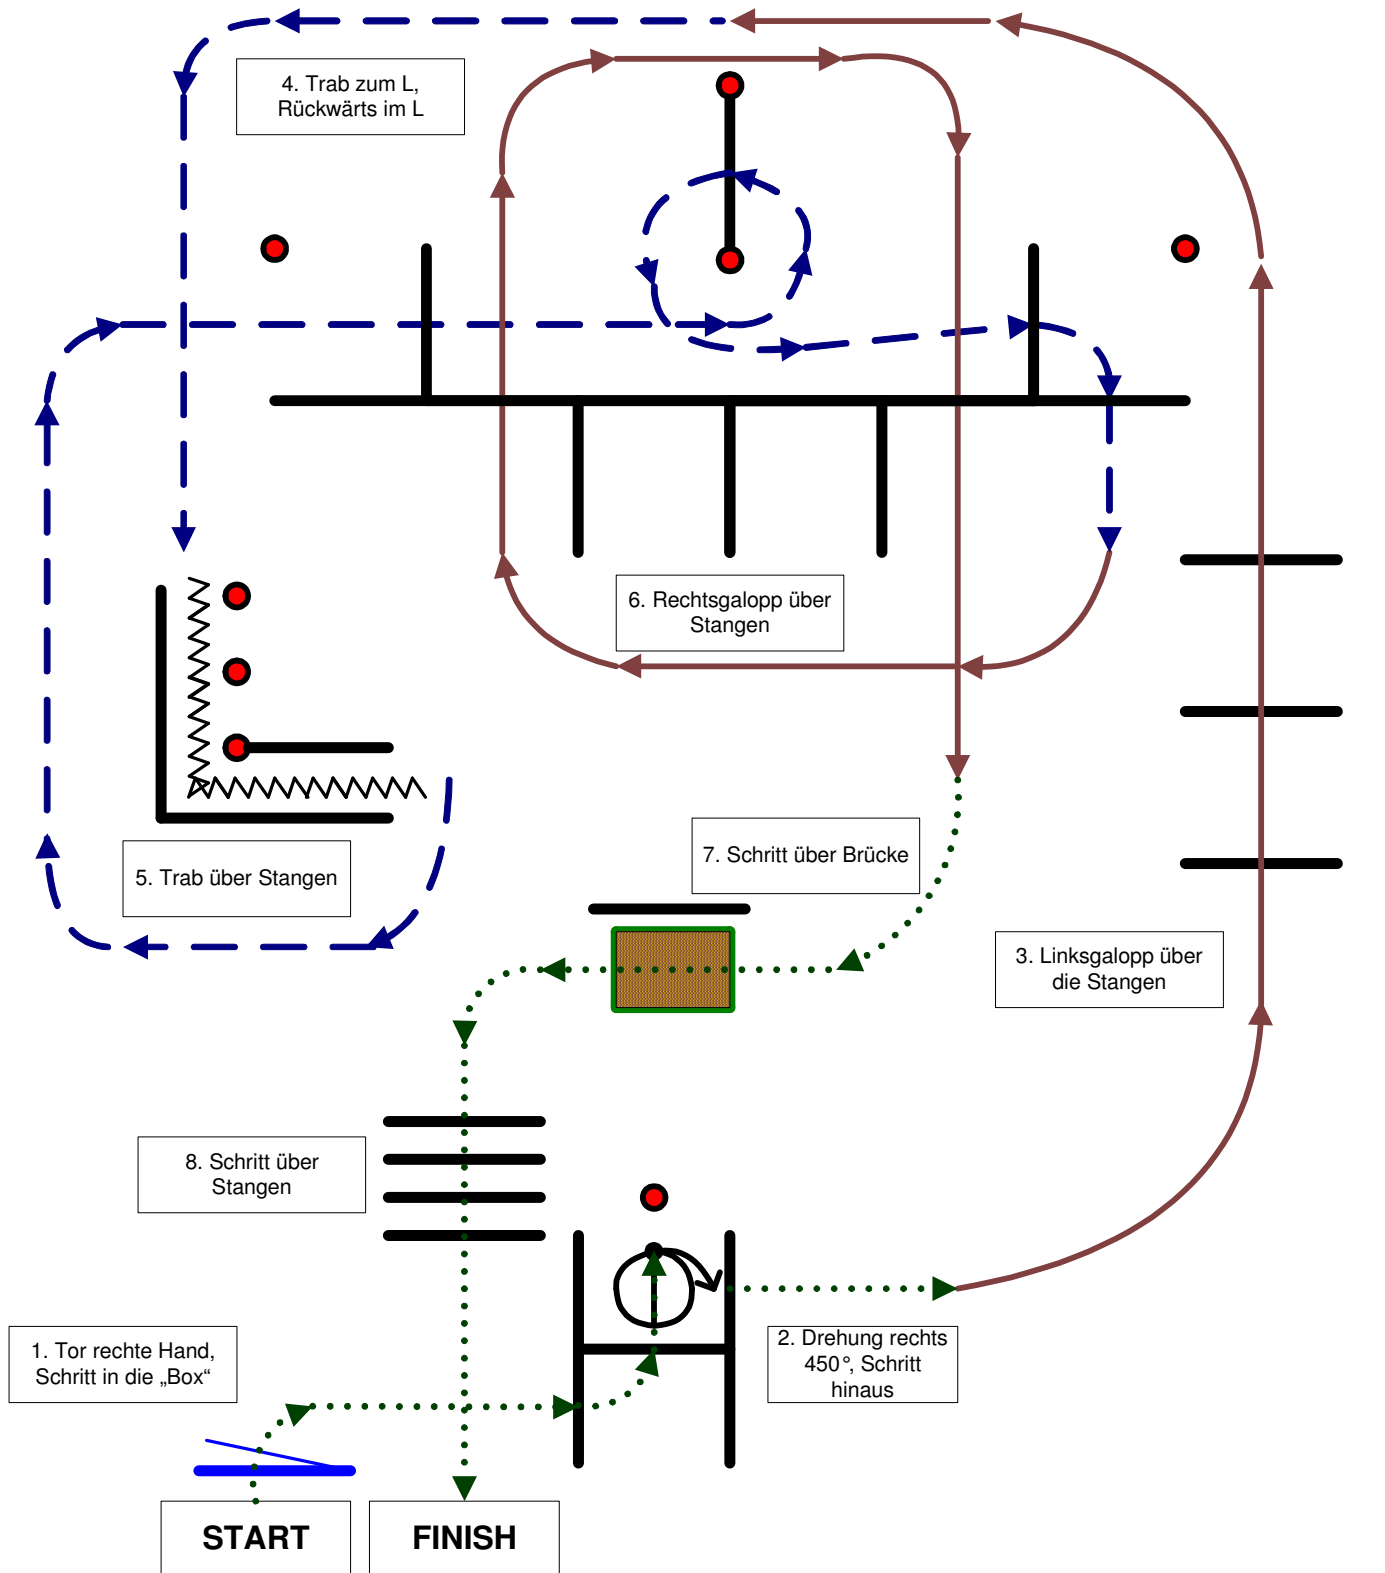 4. Trab zum L,
Rückwärts im L
6. Rechtsgalopp über
Stangen
7. Schritt über Brücke
5. Trab über Stangen
3. Linksgalopp über
die Stangen
8. Schritt über
Stangen
1. Tor rechte Hand,
Schritt in die „Box“
2. Drehung rechts
450°, Schritt
hinaus
START
FINISH